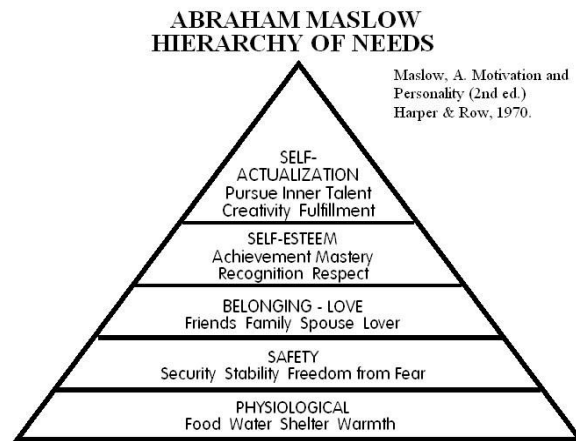 ABRAHAM MASLOW
HIERARCHY OF NEEDS
Maslow, A. Motivation and
Personality (2nd ed.)
Harper & Row, 1970.
SELF-
ACTUALIZATION
Pursue Inner Talent
Creativity Fulfillment
SELF-ESTEEM
Achievement Mastery
Recognition Respect
BELONGING - LOVE
Friends Family Spouse Lover
SAFETY
Security Stability Freedom from Fear
PHYSIOLOGICAL
Food Water Shelter Warmth